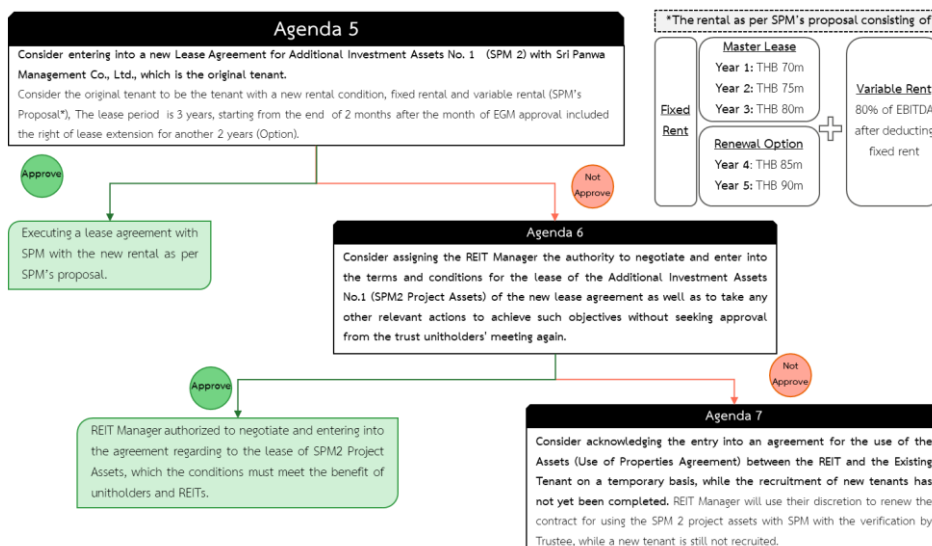 Agenda 5
Consider entering into a new Lease Agreement for Additional Investment Assets No. 1 (SPM 2) with Sri Panwa
Management Co., Ltd., which is the original tenant.
Consider the original tenant to be the tenant with a new rental condition, fixed rental and variable rental (SPM's
Proposal*), The lease period is 3 years, starting from the end of 2 months after the month of EGM approval included
the right of lease extension for another 2 years (Option).
*The rental as per SPM's proposal consisting of
Fixed
Rent
Master Lease
Year 1: THB 70m
Year 2: THB 75m
Year 3: THB 80m
Renewal Option
Year 4: THB 85m
Year 5: THB 90m
Variable Rent
80% of EBITDA
after deducting
fixed rent
Approve
Not
Approve
Executing a lease agreement with
SPM with the new rental as per
SPM's proposal.
Agenda 6
Consider assigning the REIT Manager the authority to negotiate and enter into
the terms and conditions for the lease of the Additional Investment Assets
No.1 (SPM2 Project Assets) of the new lease agreement as well as to take any
other relevant actions to achieve such objectives without seeking approval
from the trust unitholders' meeting again.
Approve
Not
Approve
REIT Manager authorized to negotiate and entering into
the agreement regarding to the lease of SPM2 Project
Assets, which the conditions must meet the benefit of
unitholders and REITs.
Agenda 7
Consider acknowledging the entry into an agreement for the use of the
Assets (Use of Properties Agreement) between the REIT and the Existing
Tenant on a temporary basis, while the recruitment of new tenants has
not yet been completed. REIT Manager will use their discretion to renew the
contract for using the SPM 2 project assets with SPM with the verification by
Trustee, while a new tenant is still not recruited.